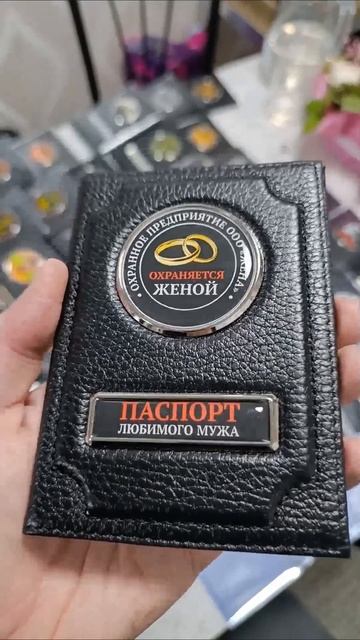 • ОХРАННОЕ ПРЕДПРИЯТИЕ ООО
ОХРАНЯЕТСЯ
ЖЕНОЙ
ПАСПОРТ
ЛЮБИМОГО МУЖА